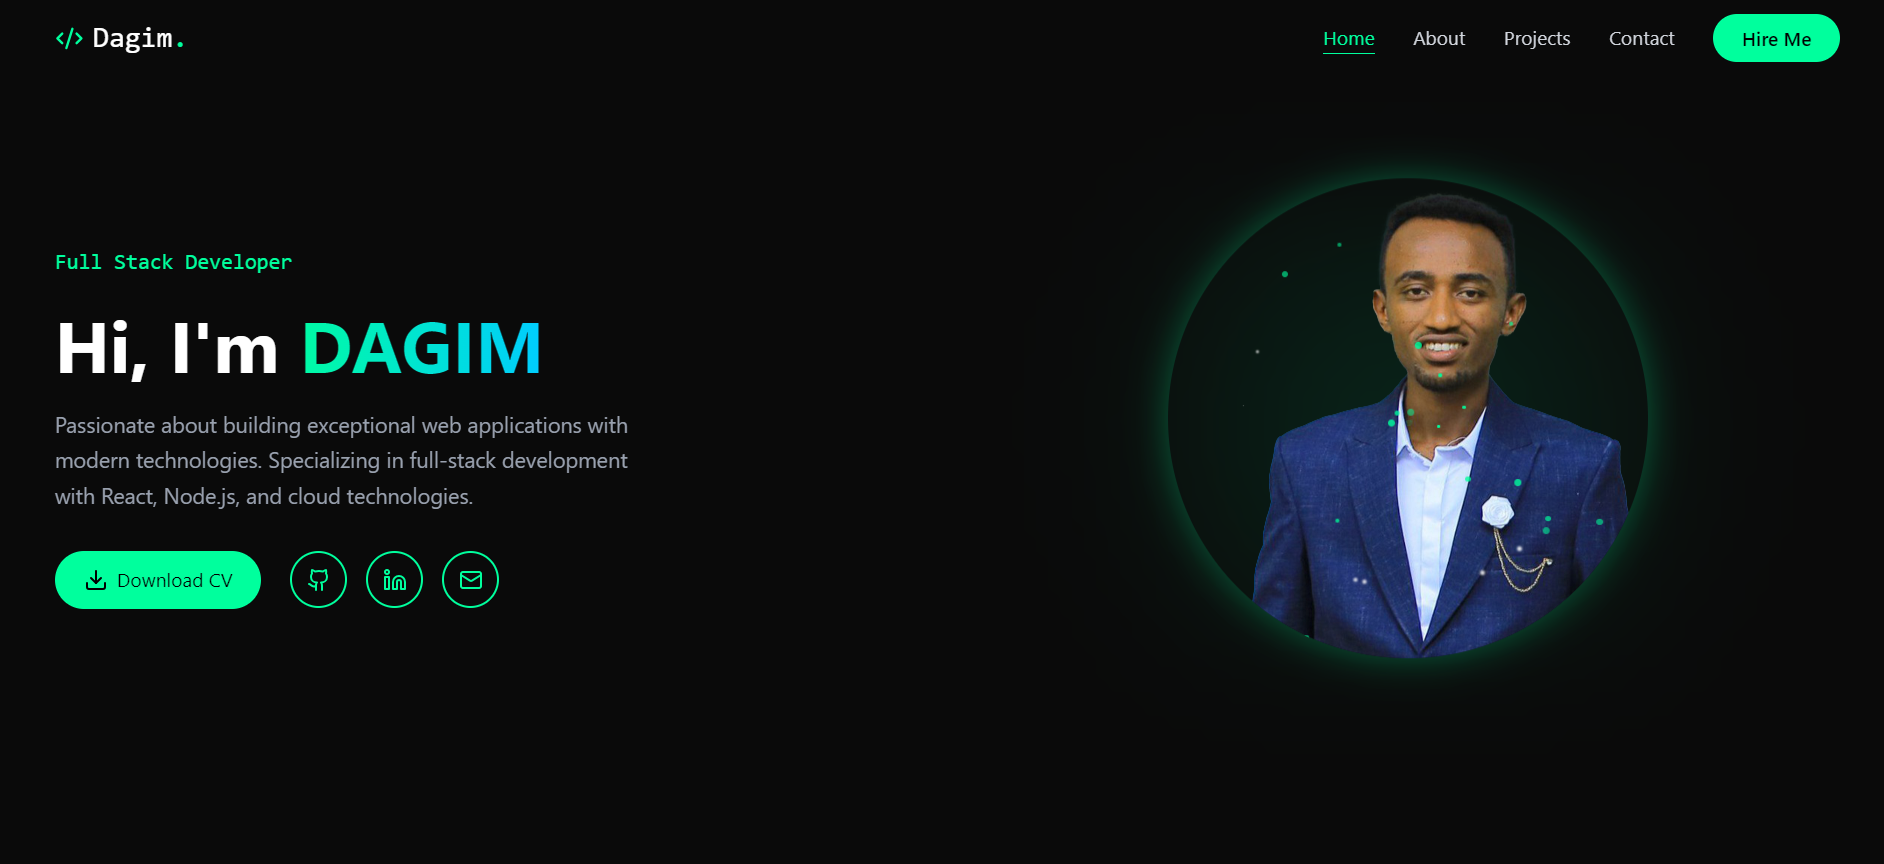 </> Dagim.
Home About Projects Contact Hire Me
Full Stack Developer
Hi, I'm DAGIM
Passionate about building exceptional web applications with
modern technologies. Specializing in full-stack development
with React, Node.js, and cloud technologies.
Download CV